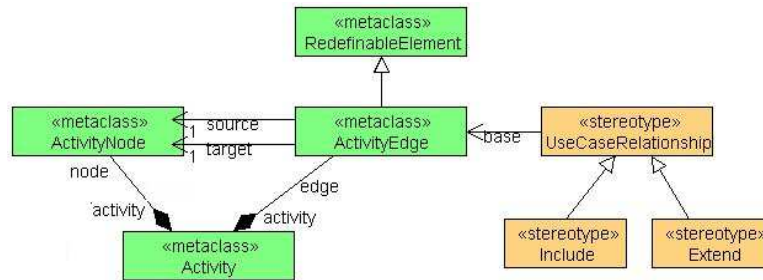 «metaclass»
RedefinableElement
«metaclass»
ActivityNode
1
source
1
target
«metaclass»
ActivityEdge
base
«stereotype»
UseCaseRelationship
node
edge
activity
activity
«metaclass»
Activity
«stereotype»
Include
«stereotype»
Extend